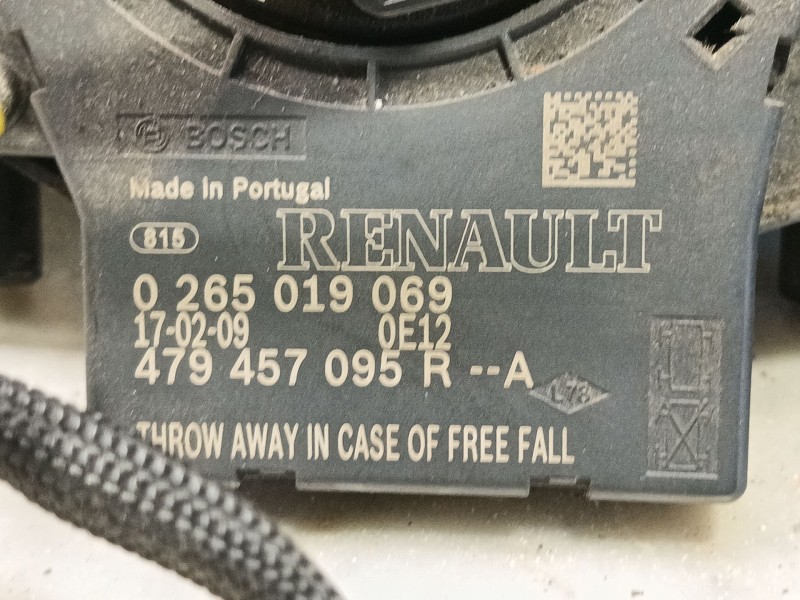 BOSCH
Made in Portugal
815
RENAULT
0 265 019 069
17-02-09 0E12
479 457 095 R --A
L78
THROW AWAY IN CASE OF FREE FALL